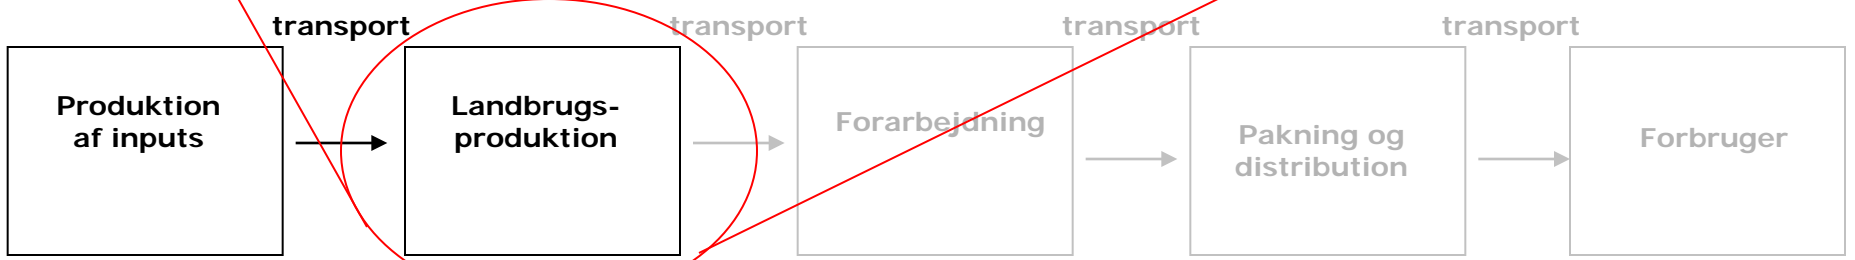 transport
transport
transport
transport
Produktion
af inputs
Landbrugs-
produktion
Forarbejdning
Pakning og
distribution
Forbruger